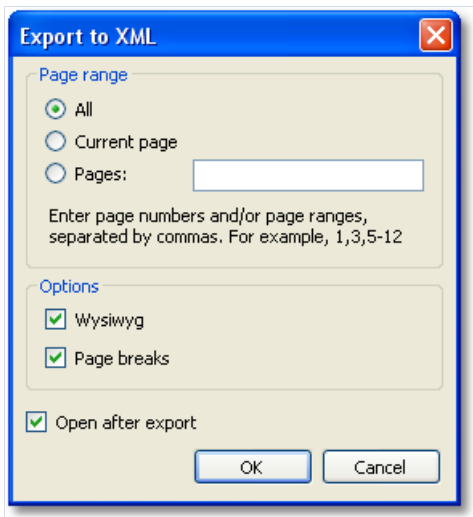 Export to XML
Page range
All
Current page
Pages:
Enter page numbers and/or page ranges,
separated by commas. For example, 1,3,5-12
Options
Wysiwyg
Page breaks
Open after export
OK
Cancel